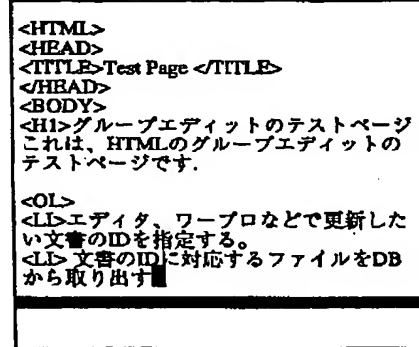 <HTML>
<HEAD>
<TITLE>Test Page </TITLE>
</HEAD>
<BODY>
<H1>グループエディットのテストページ
これは、HTMLのグループエディットの
テストページです.
<OL>
<LI>エディタ、ワープロなどで更新した
い文書のIDを指定する。
<LI> 文書のIDに対応するファイルをDB
から取り出す